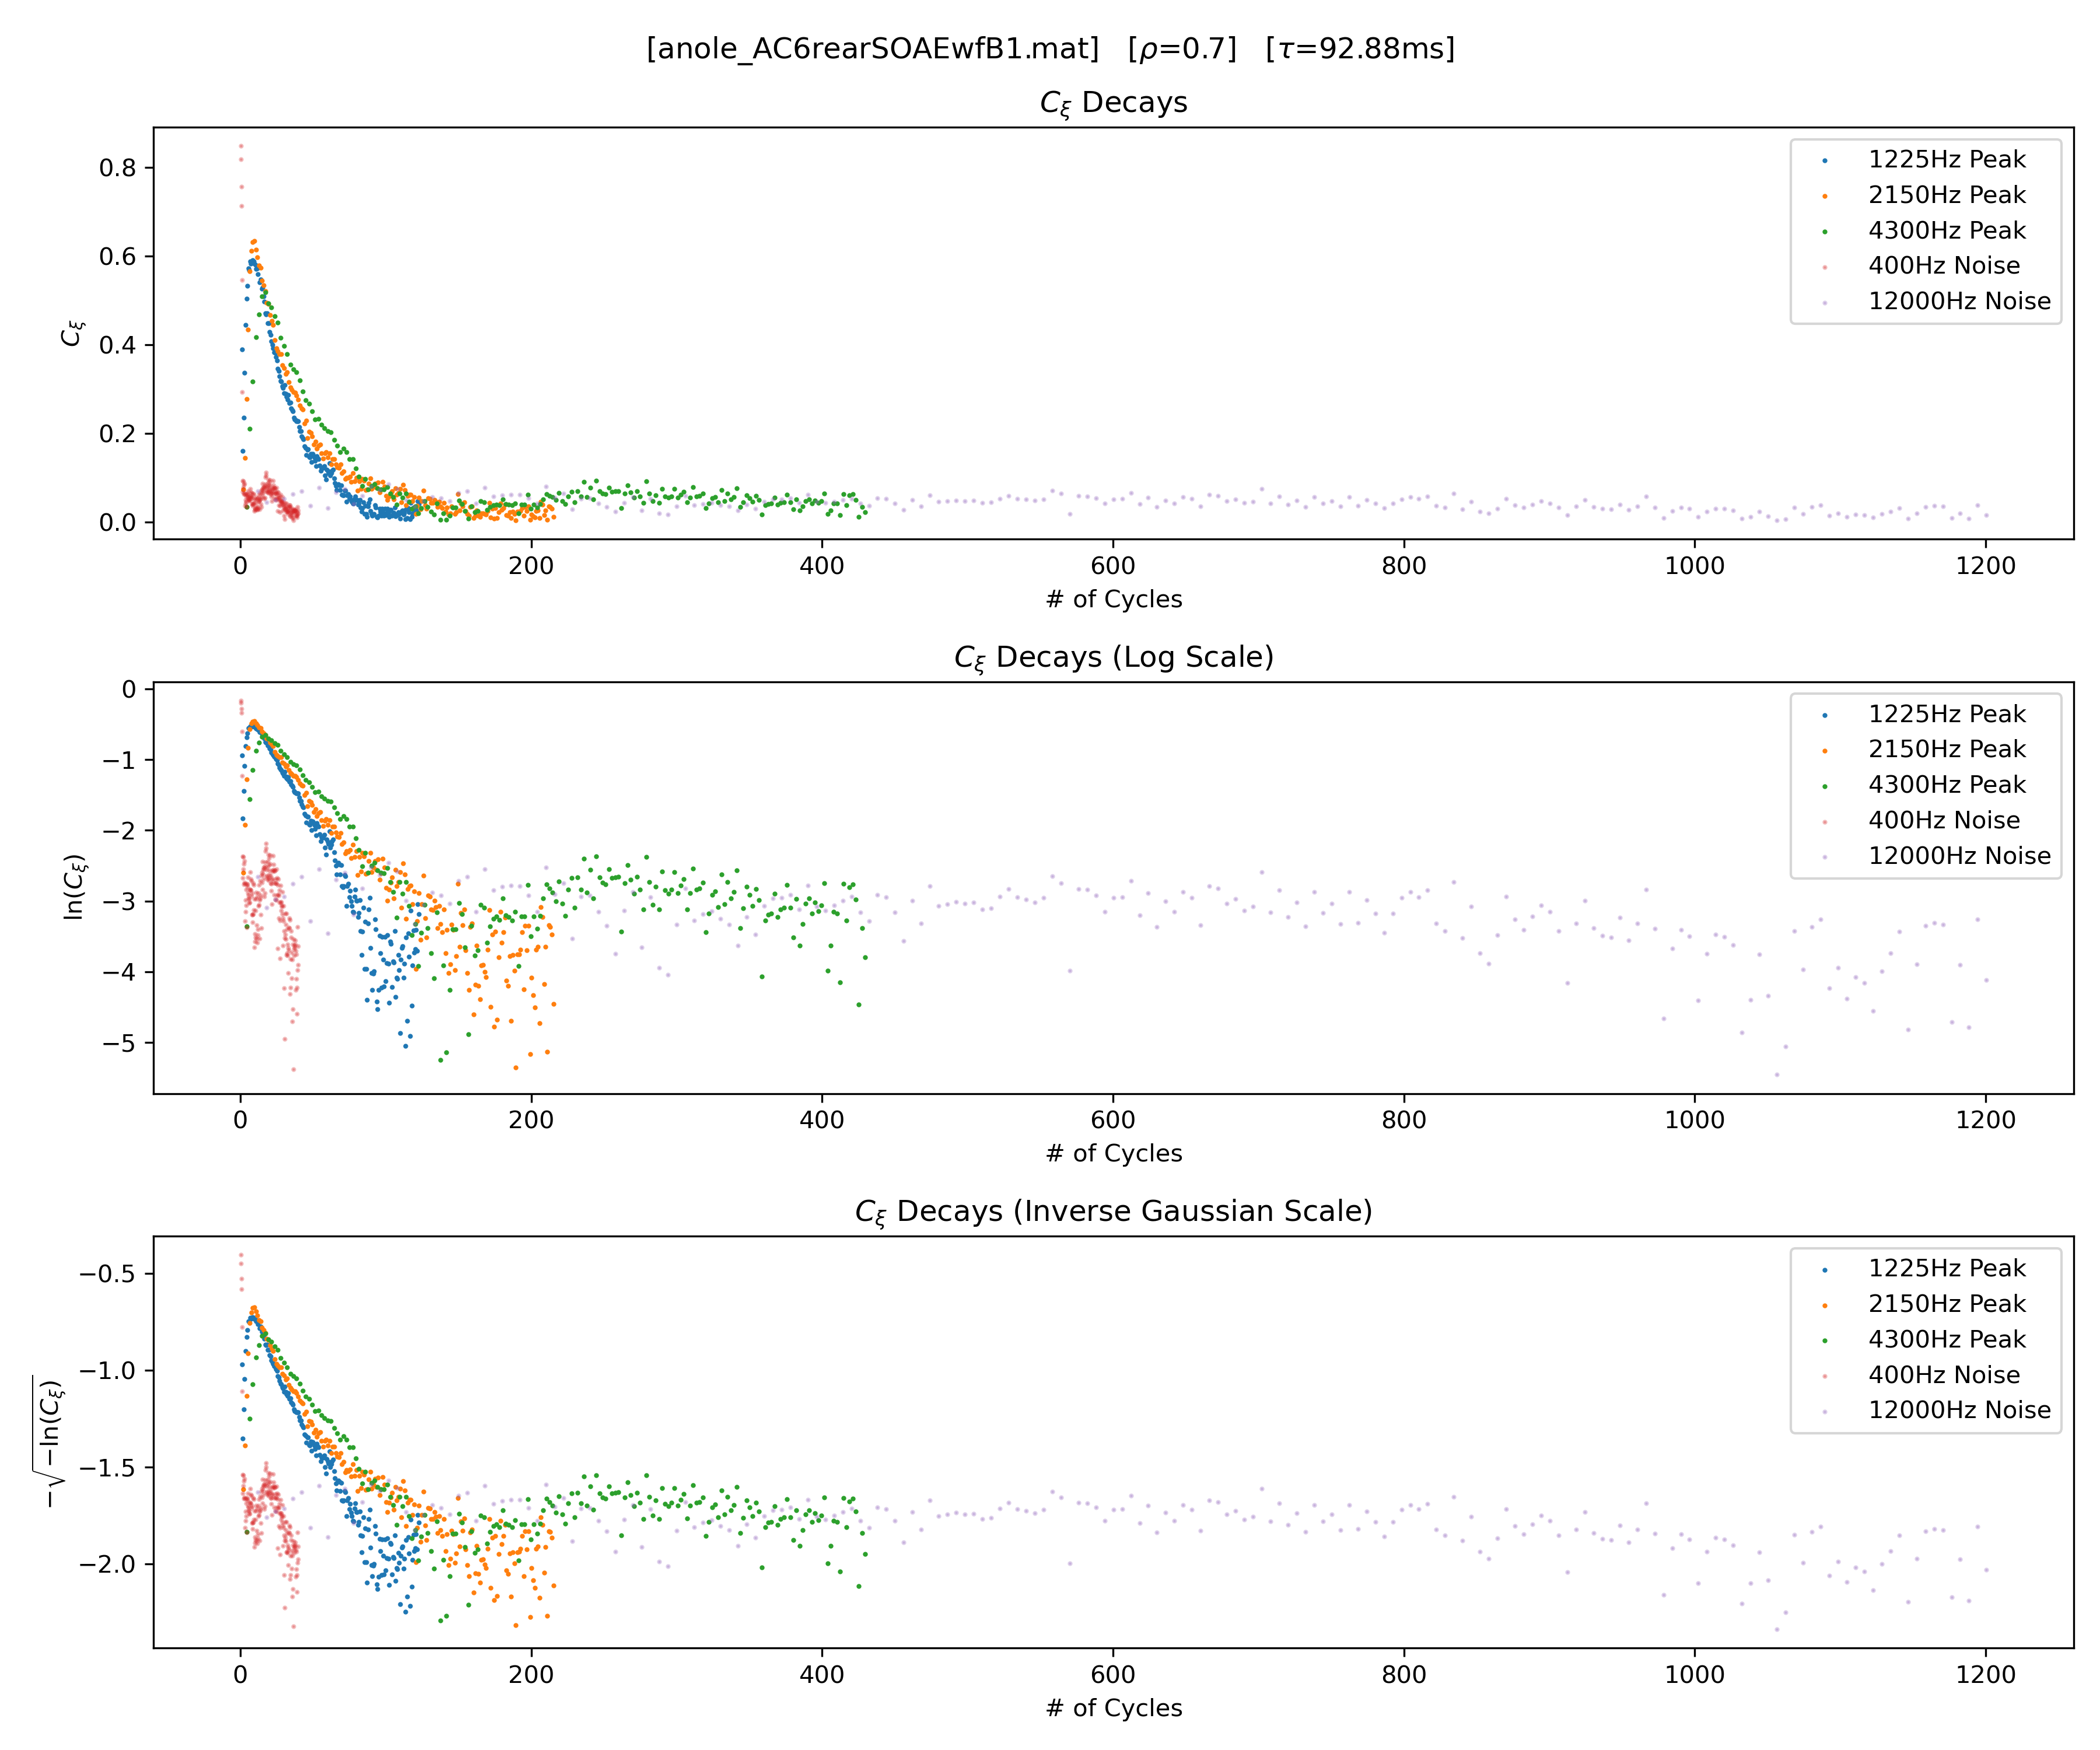 [anole_AC6rearSOAEwfB1.mat] [ρ=0.7] [τ=92.88ms]
C_ξ Decays
C_ξ
0.8
0.6
0.4
0.2
0.0
0 200 400 600 800 1000 1200
# of Cycles
1225Hz Peak
2150Hz Peak
4300Hz Peak
400Hz Noise
12000Hz Noise
C_ξ Decays (Log Scale)
ln(C_ξ)
0
−1
−2
−3
−4
−5
0 200 400 600 800 1000 1200
# of Cycles
1225Hz Peak
2150Hz Peak
4300Hz Peak
400Hz Noise
12000Hz Noise
C_ξ Decays (Inverse Gaussian Scale)
−√−ln(C_ξ)
−0.5
−1.0
−1.5
−2.0
0 200 400 600 800 1000 1200
# of Cycles
1225Hz Peak
2150Hz Peak
4300Hz Peak
400Hz Noise
12000Hz Noise